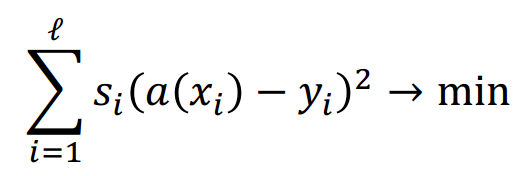 ℓ
∑ sᵢ(a(xᵢ) − yᵢ)² → min
i=1